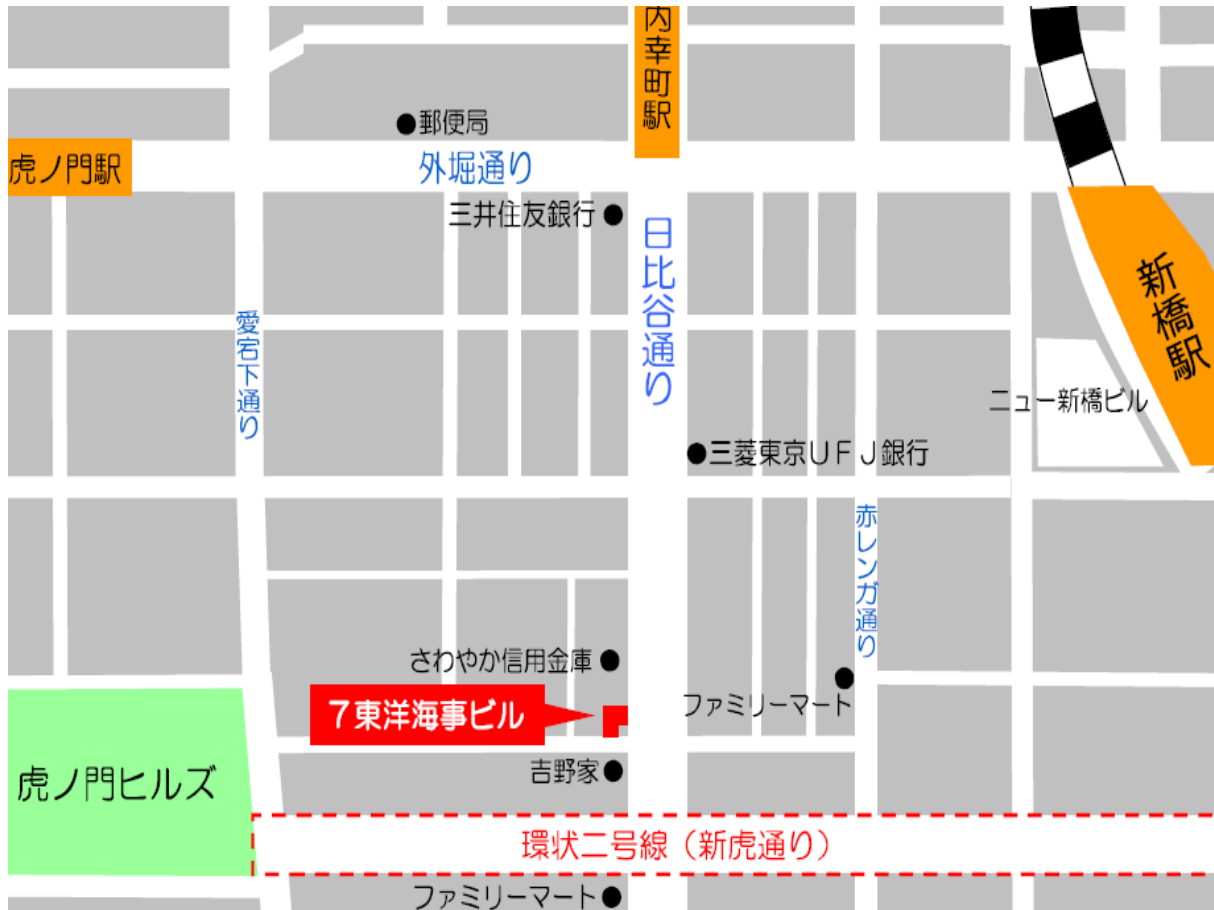 内幸町駅
郵便局
虎ノ門駅
外堀通り
三井住友銀行
日比谷通り
新橋駅
愛宕下通り
ニュー新橋ビル
三菱東京UFJ銀行
赤レンガ通り
さわやか信用金庫
7東洋海事ビル
ファミリーマート
吉野家
虎ノ門ヒルズ
環状二号線(新虎通り)
ファミリーマート